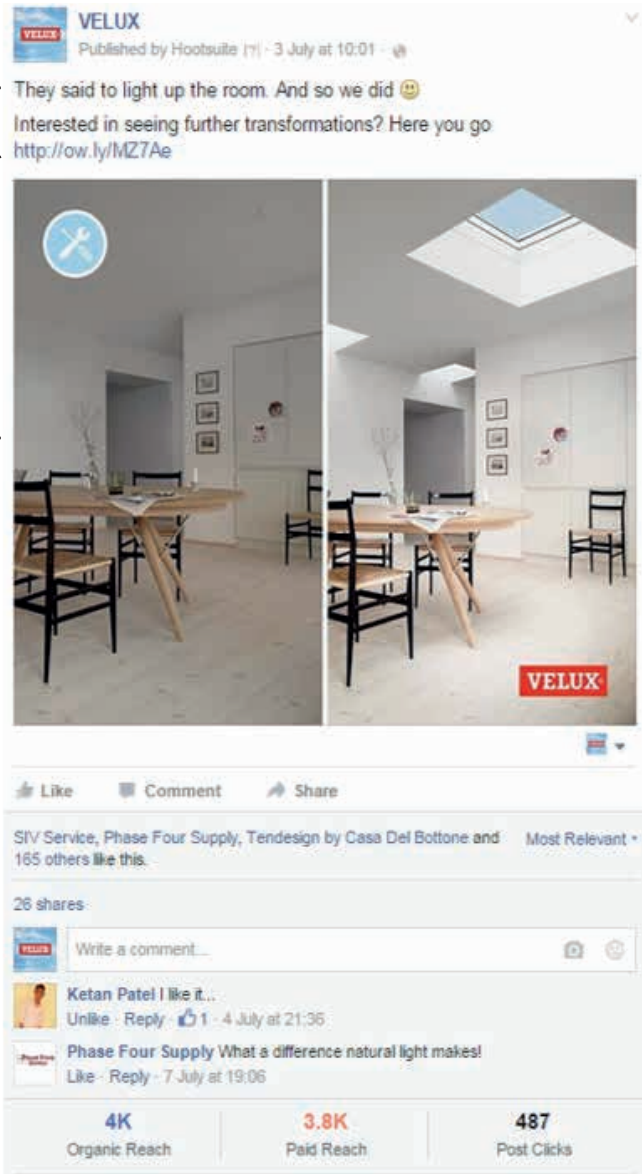 VELUX
VELUX
Published by Hootsuite [?] · 3 July at 10:01 ·
They said to light up the room. And so we did 🙂
Interested in seeing further transformations? Here you go
http://ow.ly/MZ7Ae
VELUX
Like Comment Share
SIV Service, Phase Four Supply, Tendesign by Casa Del Bottone and Most Relevant
165 others like this.
26 shares
VELUX
Write a comment...
Ketan Patel I like it...
Unlike · Reply · 1 · 4 July at 21:36
Phase Four Supply What a difference natural light makes!
Like · Reply · 7 July at 19:06
4K 3.8K 487
Organic Reach Paid Reach Post Clicks